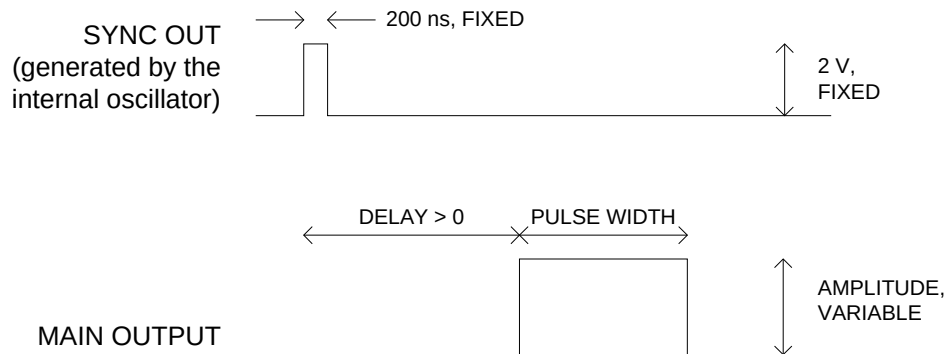 200 ns, FIXED
SYNC OUT
(generated by the
internal oscillator)
2 V,
FIXED
DELAY > 0
PULSE WIDTH
AMPLITUDE,
VARIABLE
MAIN OUTPUT